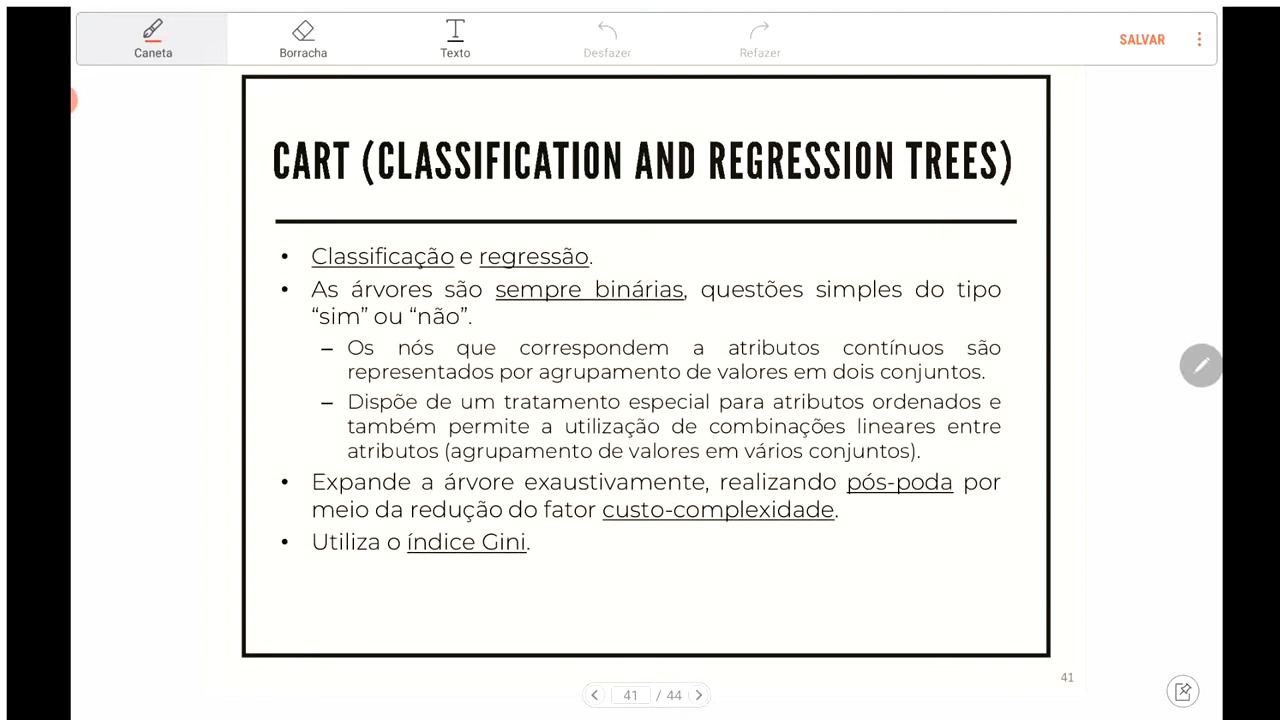 Caneta
Borracha
Texto
Desfazer
Refazer
SALVAR
CART (CLASSIFICATION AND REGRESSION TREES)
• Classificação e regressão.
• As árvores são sempre binárias, questões simples do tipo
“sim” ou “não”.
– Os nós que correspondem a atributos contínuos são
representados por agrupamento de valores em dois conjuntos.
– Dispõe de um tratamento especial para atributos ordenados e
também permite a utilização de combinações lineares entre
atributos (agrupamento de valores em vários conjuntos).
• Expande a árvore exaustivamente, realizando pós-poda por
meio da redução do fator custo-complexidade.
• Utiliza o índice Gini.
41
41 / 44